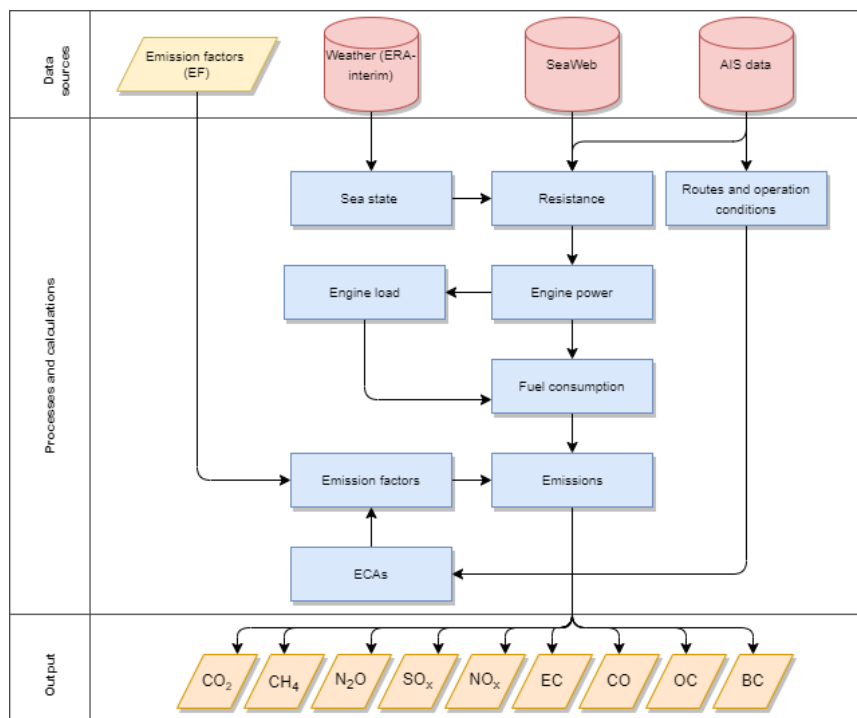 Data
sources
Emission factors
(EF)
Weather (ERA-
interim)
SeaWeb
AIS data
Processes and calculations
Sea state
Resistance
Routes and operation
conditions
Engine load
Engine power
Fuel consumption
Emission factors
Emissions
ECAs
Output
CO₂
CH₄
N₂O
SOₓ
NOₓ
EC
CO
OC
BC